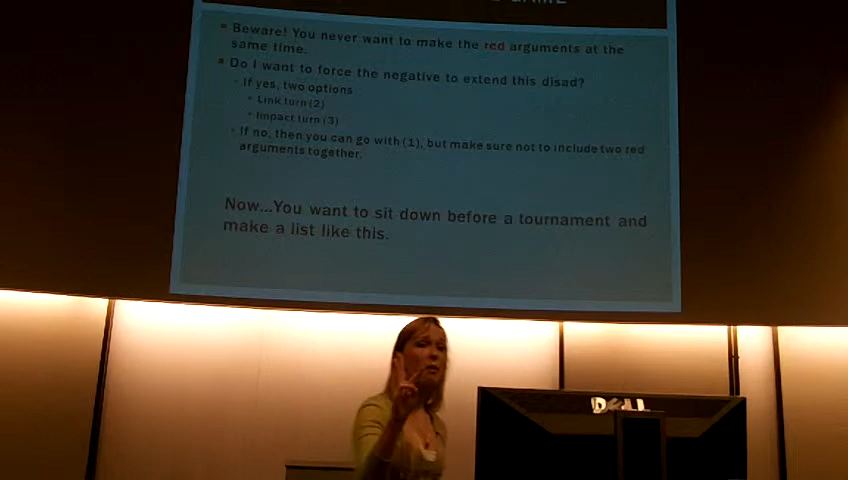 GAME
Beware! You never want to make the red arguments at the
same time.
Do I want to force the negative to extend this disad?
If yes, two options
Link turn (2)
Impact turn (3)
If no, then you can go with (1), but make sure not to include two red
arguments together.
Now...You want to sit down before a tournament and
make a list like this.
DELL